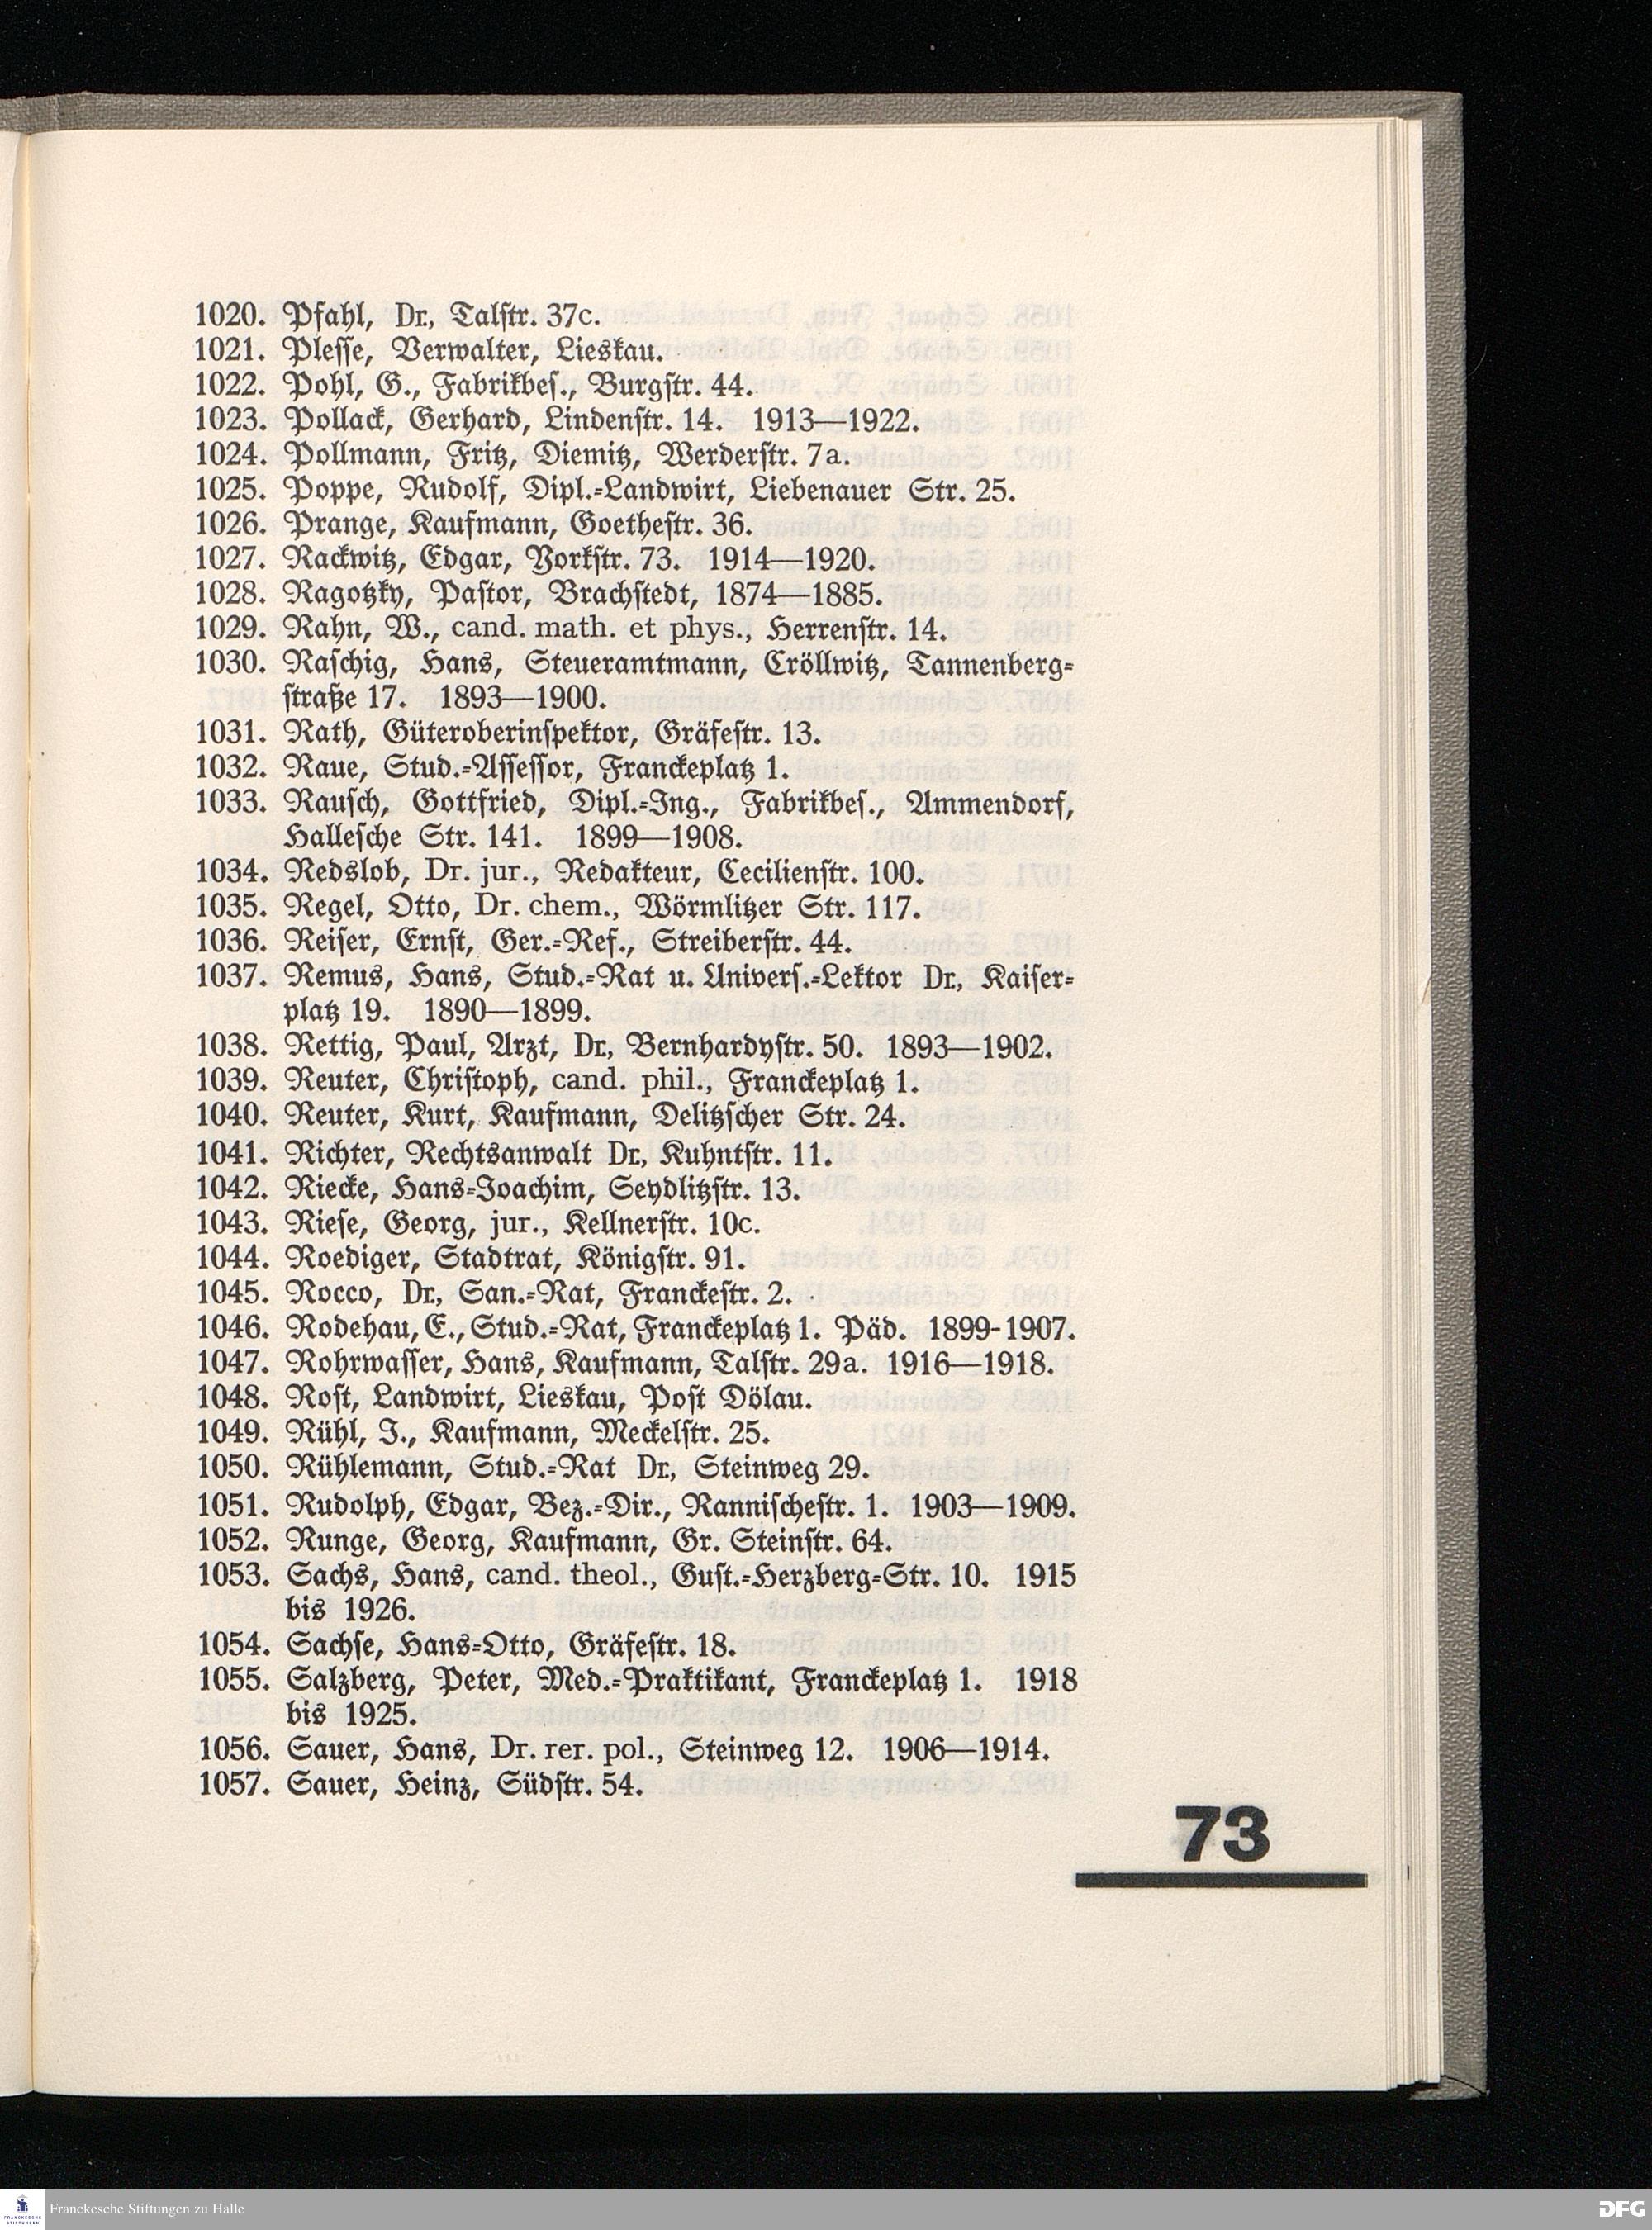 1020. Pfahl, Dr., Talstr. 37c.
1021. Plesse, Verwalter, Lieskau.
1022. Pohl, G., Fabrikbes., Burgstr. 44.
1023. Pollack, Gerhard, Lindenstr. 14. 1913—1922.
1024. Pollmann, Fritz, Diemitz, Werderstr. 7a.
1025. Poppe, Rudolf, Dipl.-Landwirt, Liebenauer Str. 25.
1026. Prange, Kaufmann, Goethestr. 36.
1027. Rackwitz, Edgar, Yorkstr. 73. 1914—1920.
1028. Ragotzky, Pastor, Brachstedt, 1874—1885.
1029. Rahn, W., cand. math. et phys., Herrenstr. 14.
1030. Raschig, Hans, Steueramtmann, Cröllwitz, Tannenberg-
straße 17. 1893—1900.
1031. Rath, Güteroberinspektor, Gräfestr. 13.
1032. Raue, Stud.-Assessor, Franckeplatz 1.
1033. Rausch, Gottfried, Dipl.-Ing., Fabrikbes., Ammendorf,
Hallesche Str. 141. 1899—1908.
1034. Redslob, Dr. jur., Redakteur, Cecilienstr. 100.
1035. Regel, Otto, Dr. chem., Wörmlitzer Str. 117.
1036. Reiser, Ernst, Ger.-Ref., Streiberstr. 44.
1037. Remus, Hans, Stud.-Rat u. Univers.-Lektor Dr., Kaiser-
platz 19. 1890—1899.
1038. Rettig, Paul, Arzt, Dr., Bernhardystr. 50. 1893—1902.
1039. Reuter, Christoph, cand. phil., Franckeplatz 1.
1040. Reuter, Kurt, Kaufmann, Delitzscher Str. 24.
1041. Richter, Rechtsanwalt Dr., Kuhntstr. 11.
1042. Riecke, Hans-Joachim, Seydlitzstr. 13.
1043. Riese, Georg, jur., Kellnerstr. 10c.
1044. Roediger, Stadtrat, Königstr. 91.
1045. Rocco, Dr., San.-Rat, Franckestr. 2.
1046. Rodehau, E., Stud.-Rat, Franckeplatz 1. Päd. 1899-1907.
1047. Rohrwasser, Hans, Kaufmann, Talstr. 29a. 1916—1918.
1048. Rost, Landwirt, Lieskau, Post Dölau.
1049. Rühl, J., Kaufmann, Meckelstr. 25.
1050. Rühlemann, Stud.-Rat Dr., Steinweg 29.
1051. Rudolph, Edgar, Bez.-Dir., Rannischestr. 1. 1903—1909.
1052. Runge, Georg, Kaufmann, Gr. Steinstr. 64.
1053. Sachs, Hans, cand. theol., Gust.-Herzberg-Str. 10. 1915
bis 1926.
1054. Sachse, Hans-Otto, Gräfestr. 18.
1055. Salzberg, Peter, Med.-Praktikant, Franckeplatz 1. 1918
bis 1925.
1056. Sauer, Hans, Dr. rer. pol., Steinweg 12. 1906—1914.
1057. Sauer, Heinz, Südstr. 54.
73
FRANCKESCHE
STIFTUNGEN
Franckesche Stiftungen zu Halle
DFG